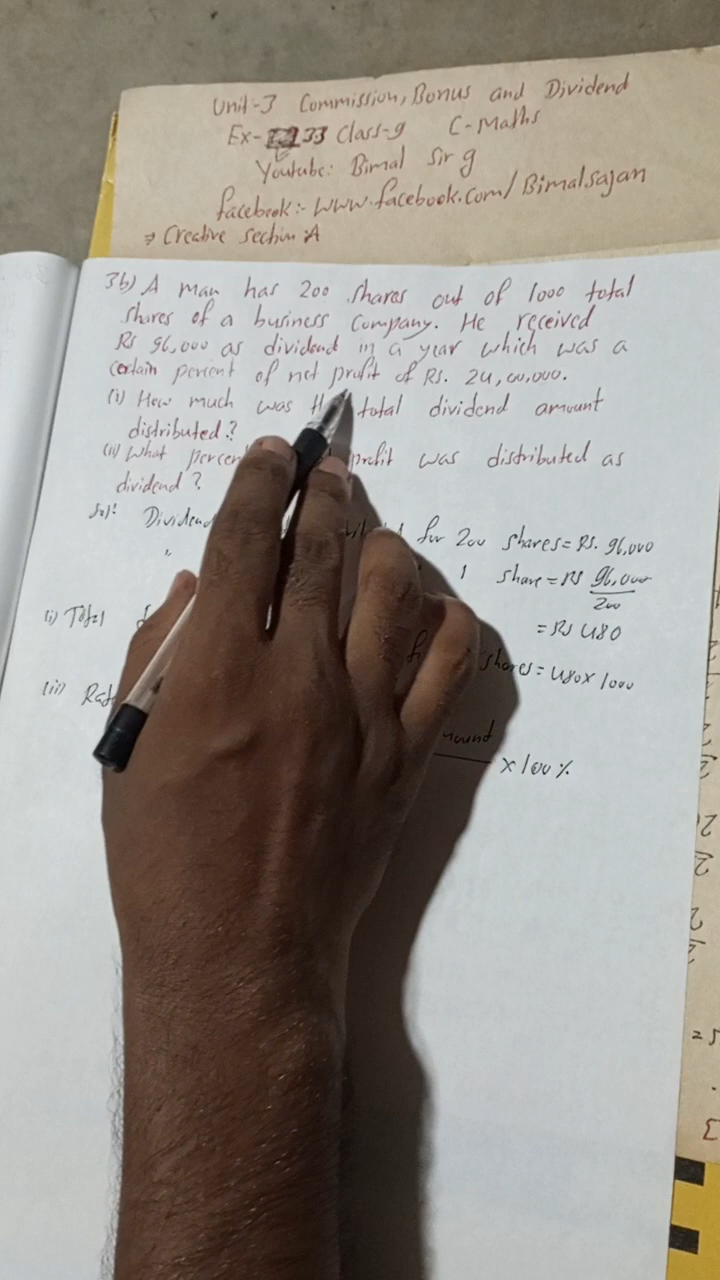 Unit-3 Commission, Bonus and Dividend
Ex- 33 Class-9 C-Maths
Youtube: Bimal Sir g
facebook:- www.facebook.com/Bimalsajan
⇒ Creative section :A
3b) A man has 200 shares out of 1000 total
shares of a business Company. He received
Rs 96,000 as dividend in a year which was a
certain percent of net profit of Rs. 24,00,000.
(i) How much was total dividend amount
distributed?
(ii) What profit was distributed as
dividend?
Sol: Dividend for 200 shares = Rs. 96,000
" 1 share = Rs 96,000
200
= Rs 480
(i) Total shares = 480 × 1000
(ii)
× 100%